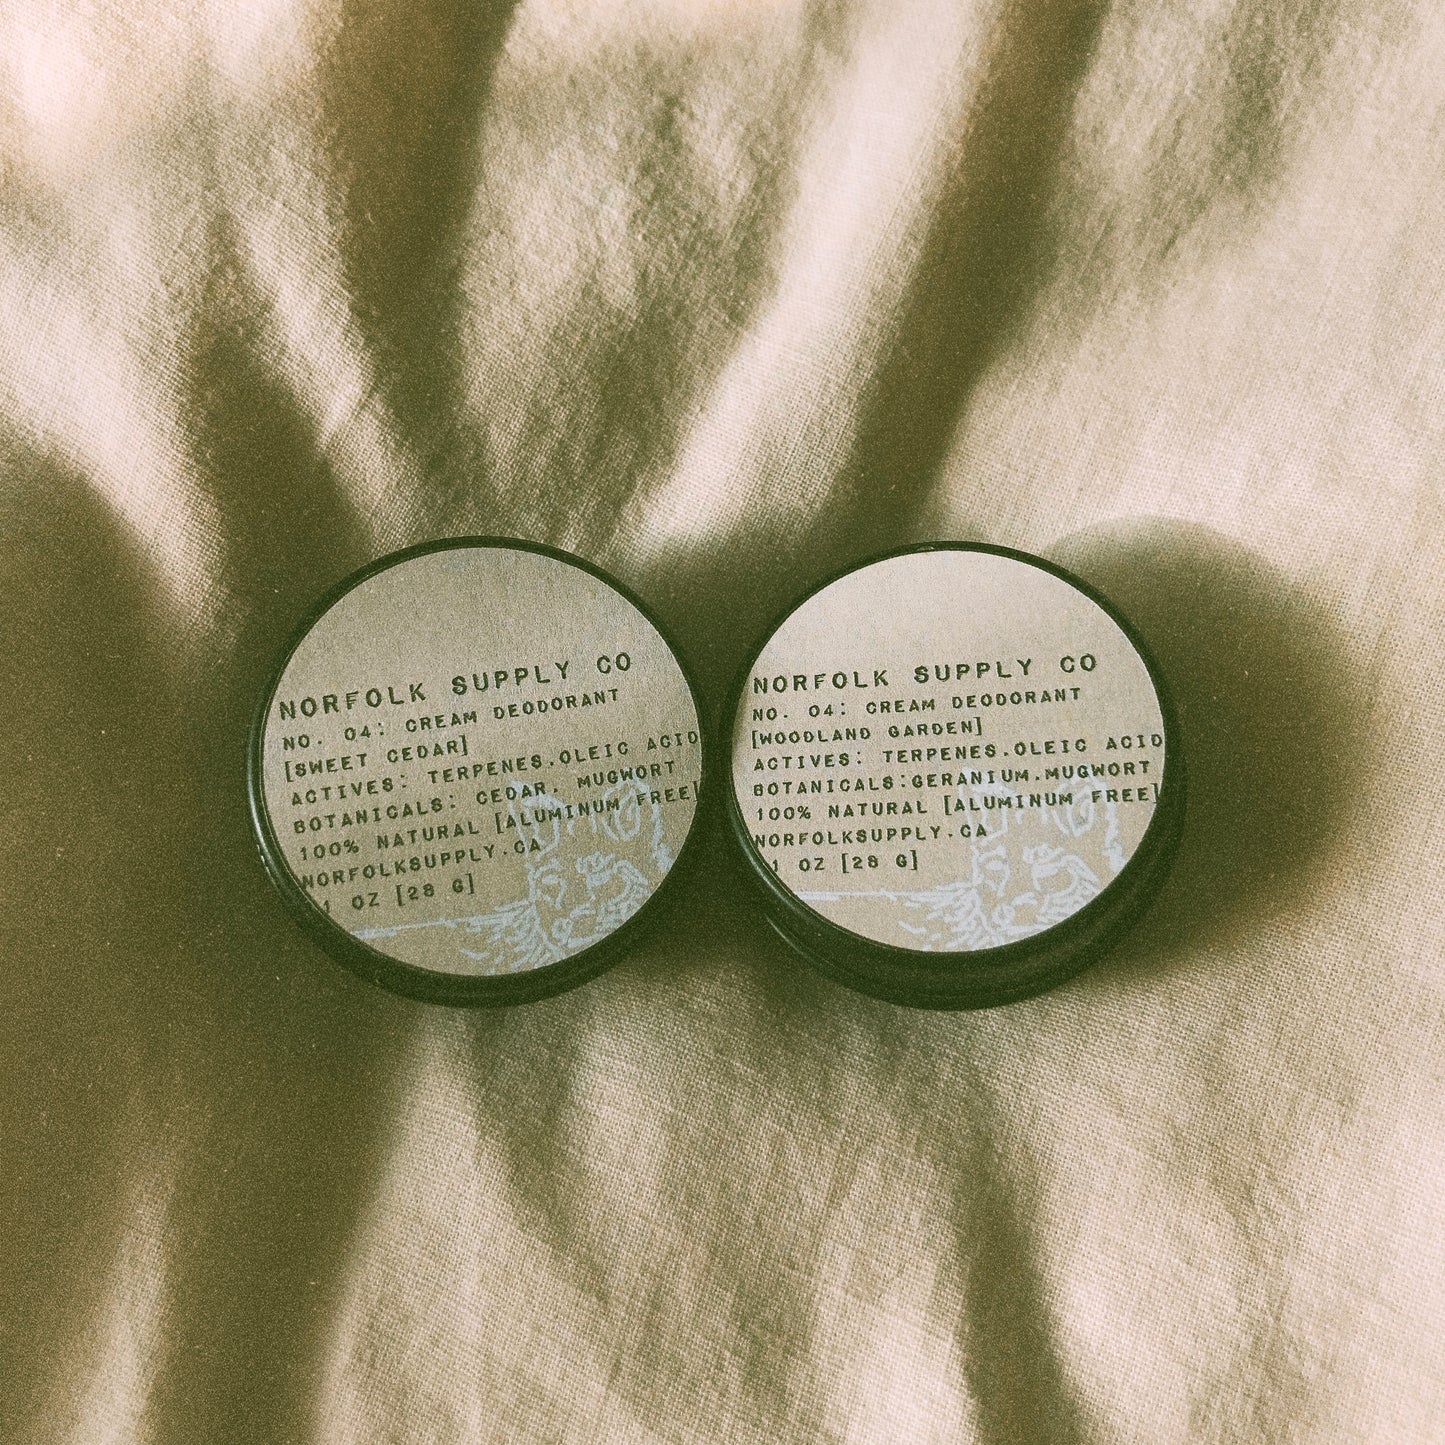 NORFOLK SUPPLY CO
NO. 04: CREAM DEODORANT
[SWEET CEDAR]
ACTIVES: TERPENES.OLEIC ACID
BOTANICALS: CEDAR. MUGWORT
100% NATURAL [ALUMINUM FREE]
NORFOLKSUPPLY.CA
1 OZ [28 G]
NORFOLK SUPPLY CO
NO. 04: CREAM DEODORANT
[WOODLAND GARDEN]
ACTIVES: TERPENES.OLEIC ACID
BOTANICALS:GERANIUM.MUGWORT
100% NATURAL [ALUMINUM FREE]
NORFOLKSUPPLY.CA
1 OZ [28 G]